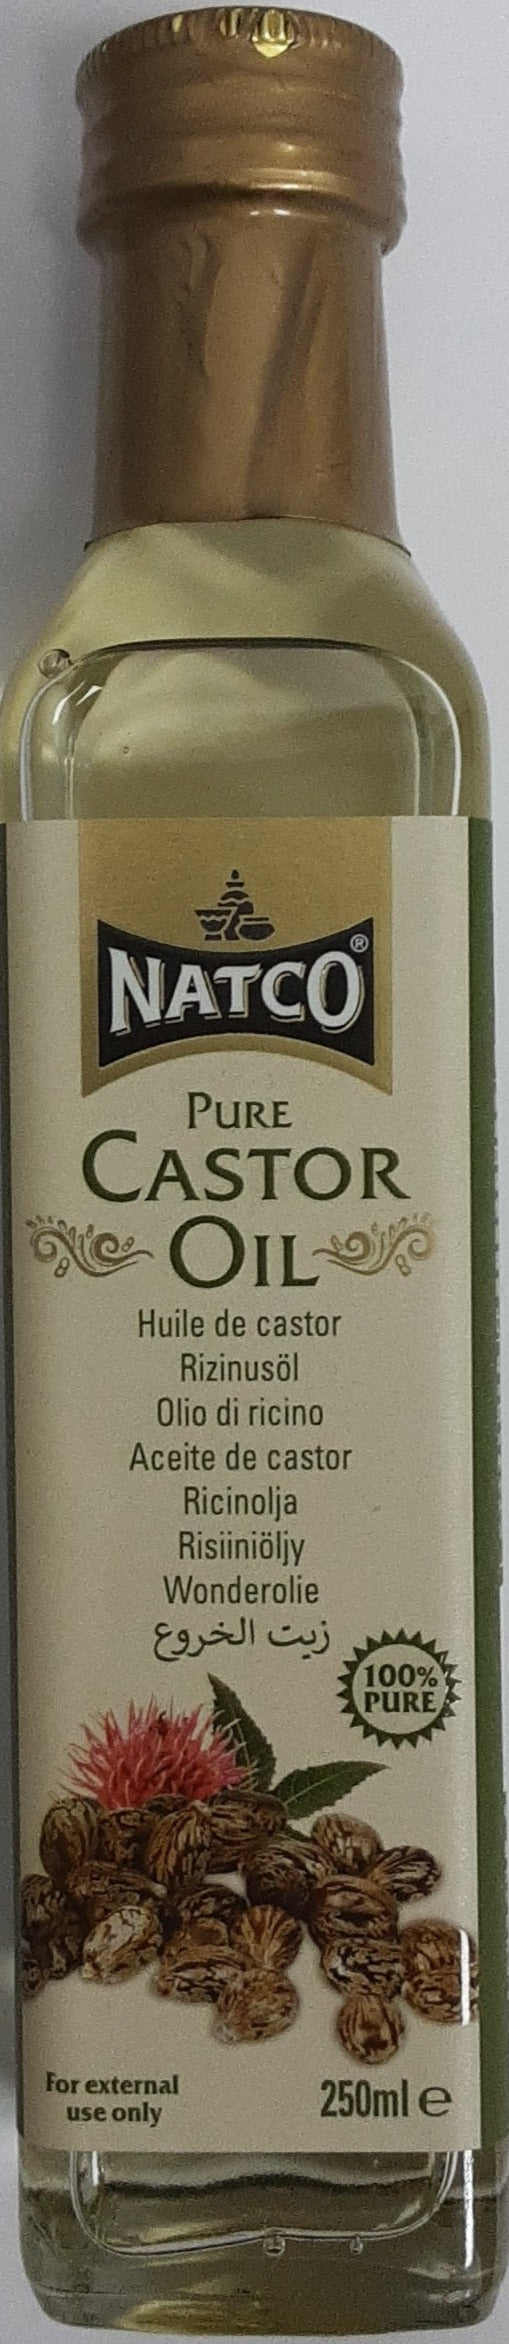 NATCO®
PURE
CASTOR
OIL
Huile de castor
Rizinusöl
Olio di ricino
Aceite de castor
Ricinolja
Risiiniöljy
Wonderolie
زيت الخروع
100%
PURE
For external
use only
250ml ℮